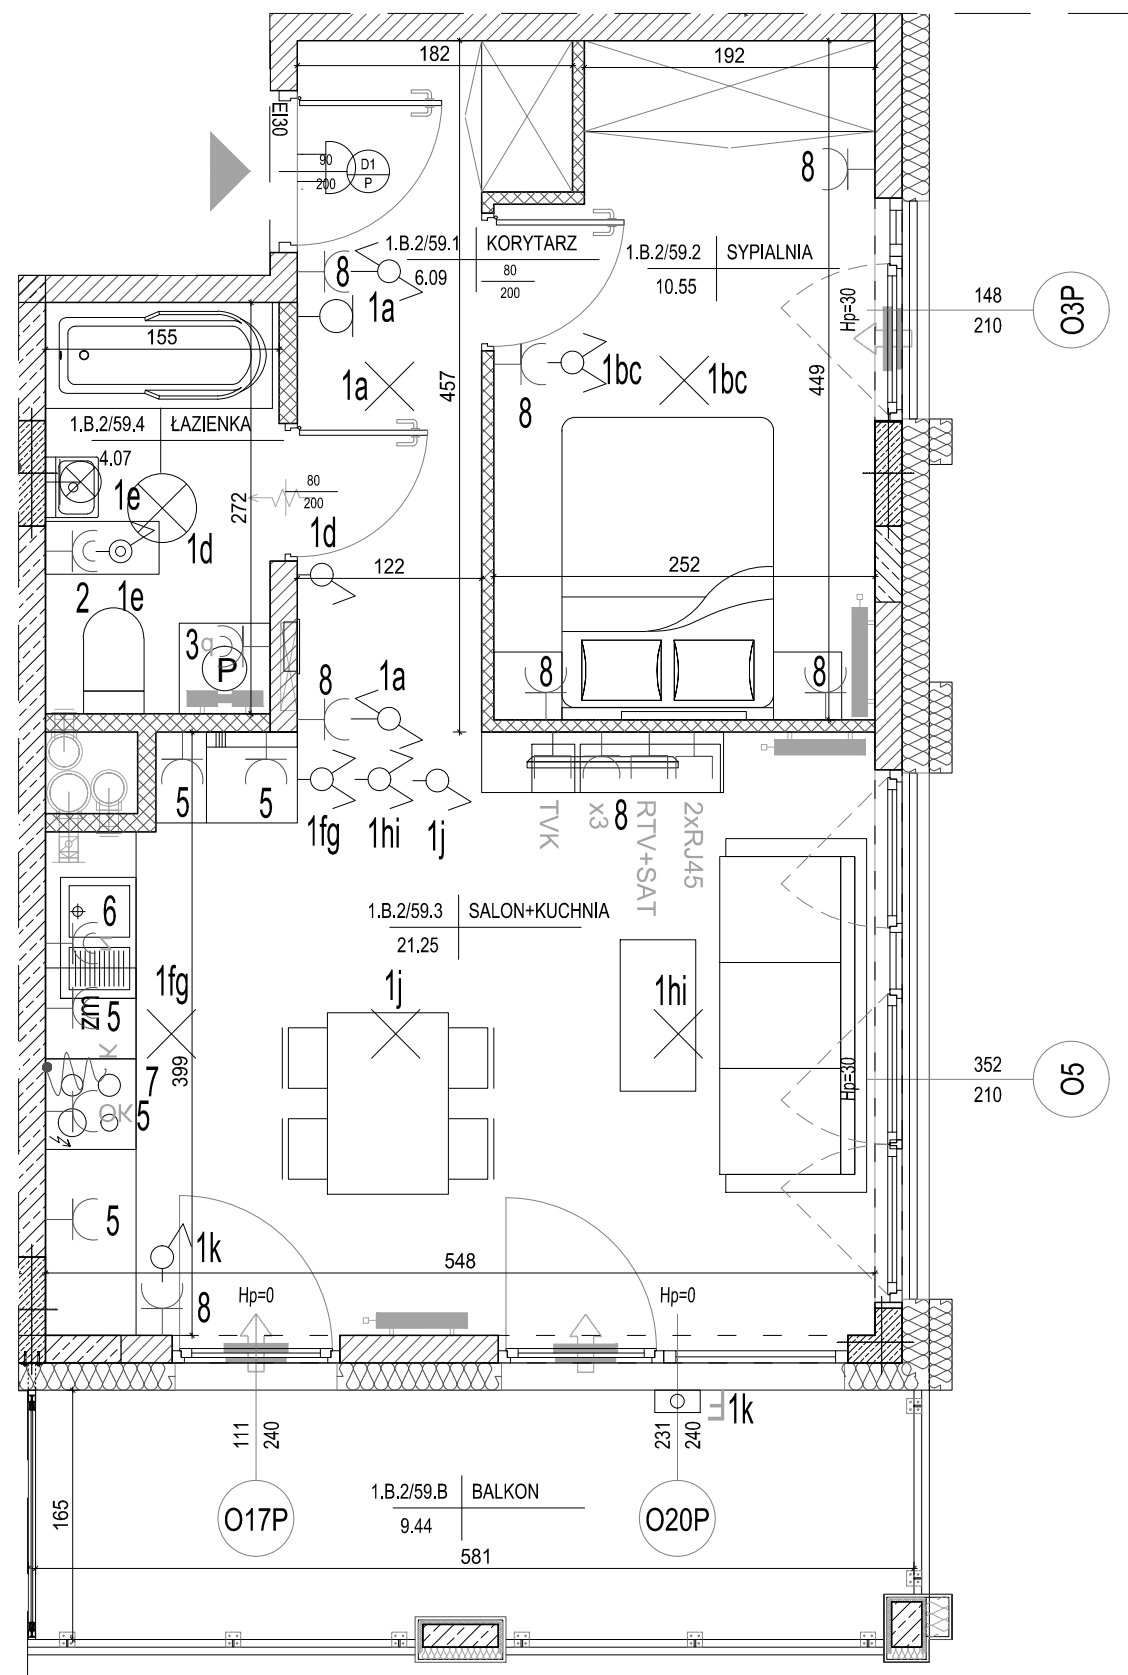 182
192
EI30
90
200
D1
P
8
1.B.2/59.1
KORYTARZ
6.09
80
200
1.B.2/59.2
SYPIALNIA
10.55
8
1a
148
210
O3P
Hp=30
155
1a
457
8
1bc
1bc
449
1.B.2/59.4
ŁAZIENKA
4.07
1e
272
80
200
1d
1d
122
252
2
1e
3
q
P
8
1a
8
8
5
5
1fg
1hi
1j
TVK
x3
8
RTV+SAT
2xRJ45
6
1.B.2/59.3
SALON+KUCHNIA
21.25
zm
5
1fg
1j
1hi
K
7
OK
5
399
Hp=30
352
210
O5
5
1k
548
8
Hp=0
Hp=0
111
240
231
240
E
1k
O17P
O20P
1.B.2/59.B
BALKON
9.44
165
581